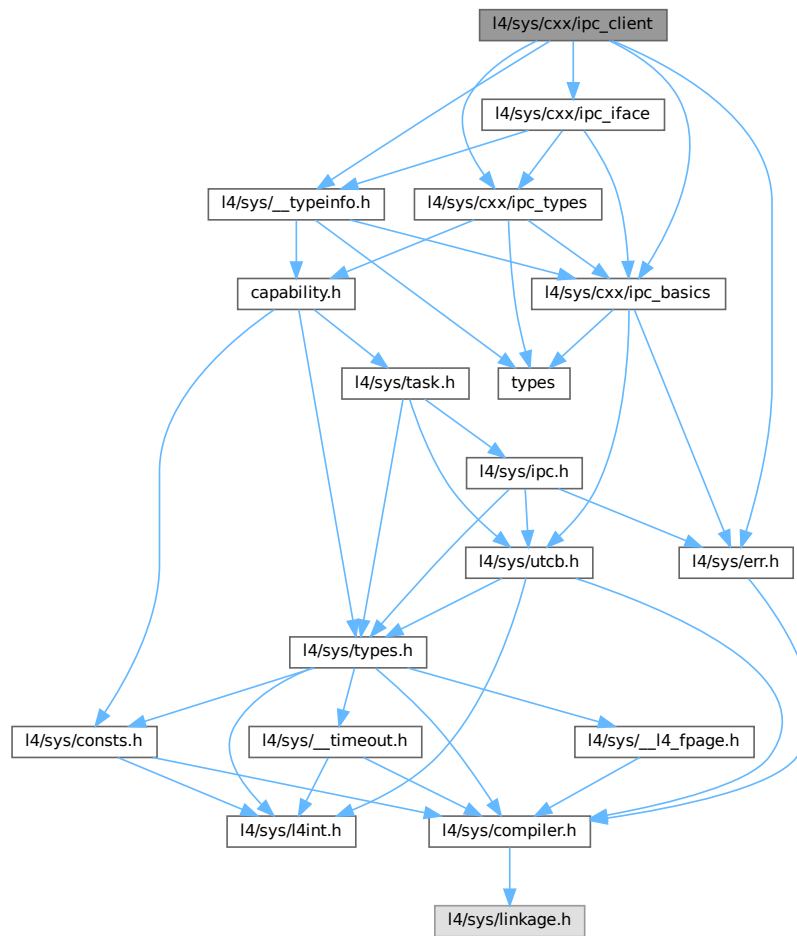 l4/sys/cxx/ipc_client
l4/sys/cxx/ipc_iface
l4/sys/__typeinfo.h
l4/sys/cxx/ipc_types
capability.h
l4/sys/cxx/ipc_basics
l4/sys/task.h
types
l4/sys/ipc.h
l4/sys/utcb.h
l4/sys/err.h
l4/sys/types.h
l4/sys/consts.h
l4/sys/__timeout.h
l4/sys/__l4_fpage.h
l4/sys/l4int.h
l4/sys/compiler.h
l4/sys/linkage.h